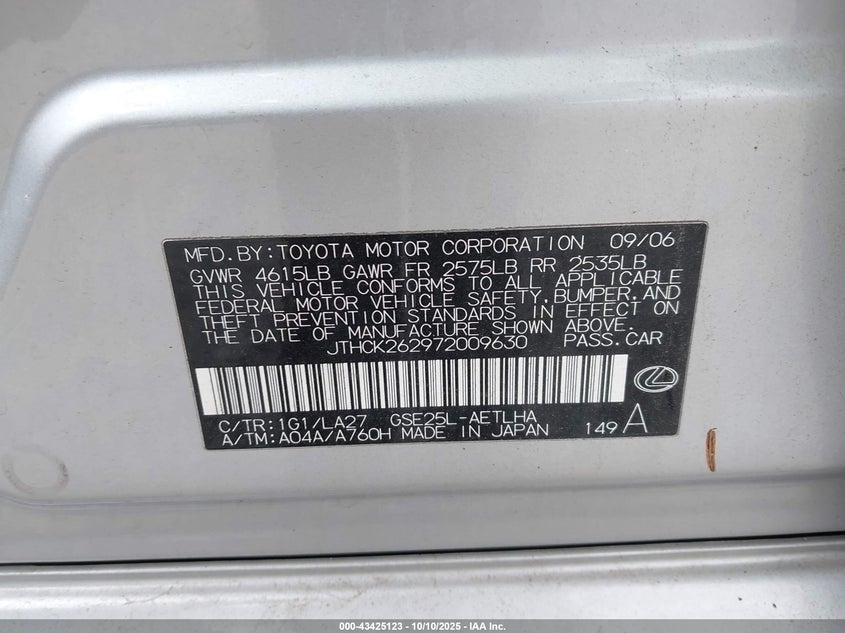 MFD.BY:TOYOTA MOTOR CORPORATION 09/06
GVWR 4615LB GAWR FR 2575LB RR 2535LB
THIS VEHICLE CONFORMS TO ALL APPLICABLE
FEDERAL MOTOR VEHICLE SAFETY,BUMPER,AND
THEFT PREVENTION STANDARDS IN EFFECT ON
THE DATE OF MANUFACTURE SHOWN ABOVE.
JTHCK262972009630 PASS.CAR
C/TR:1G1/LA27 GSE25L-AETLHA
A/TM:A04A/A760H MADE IN JAPAN 149 A
000-43425123 - 10/10/2025 - IAA Inc.